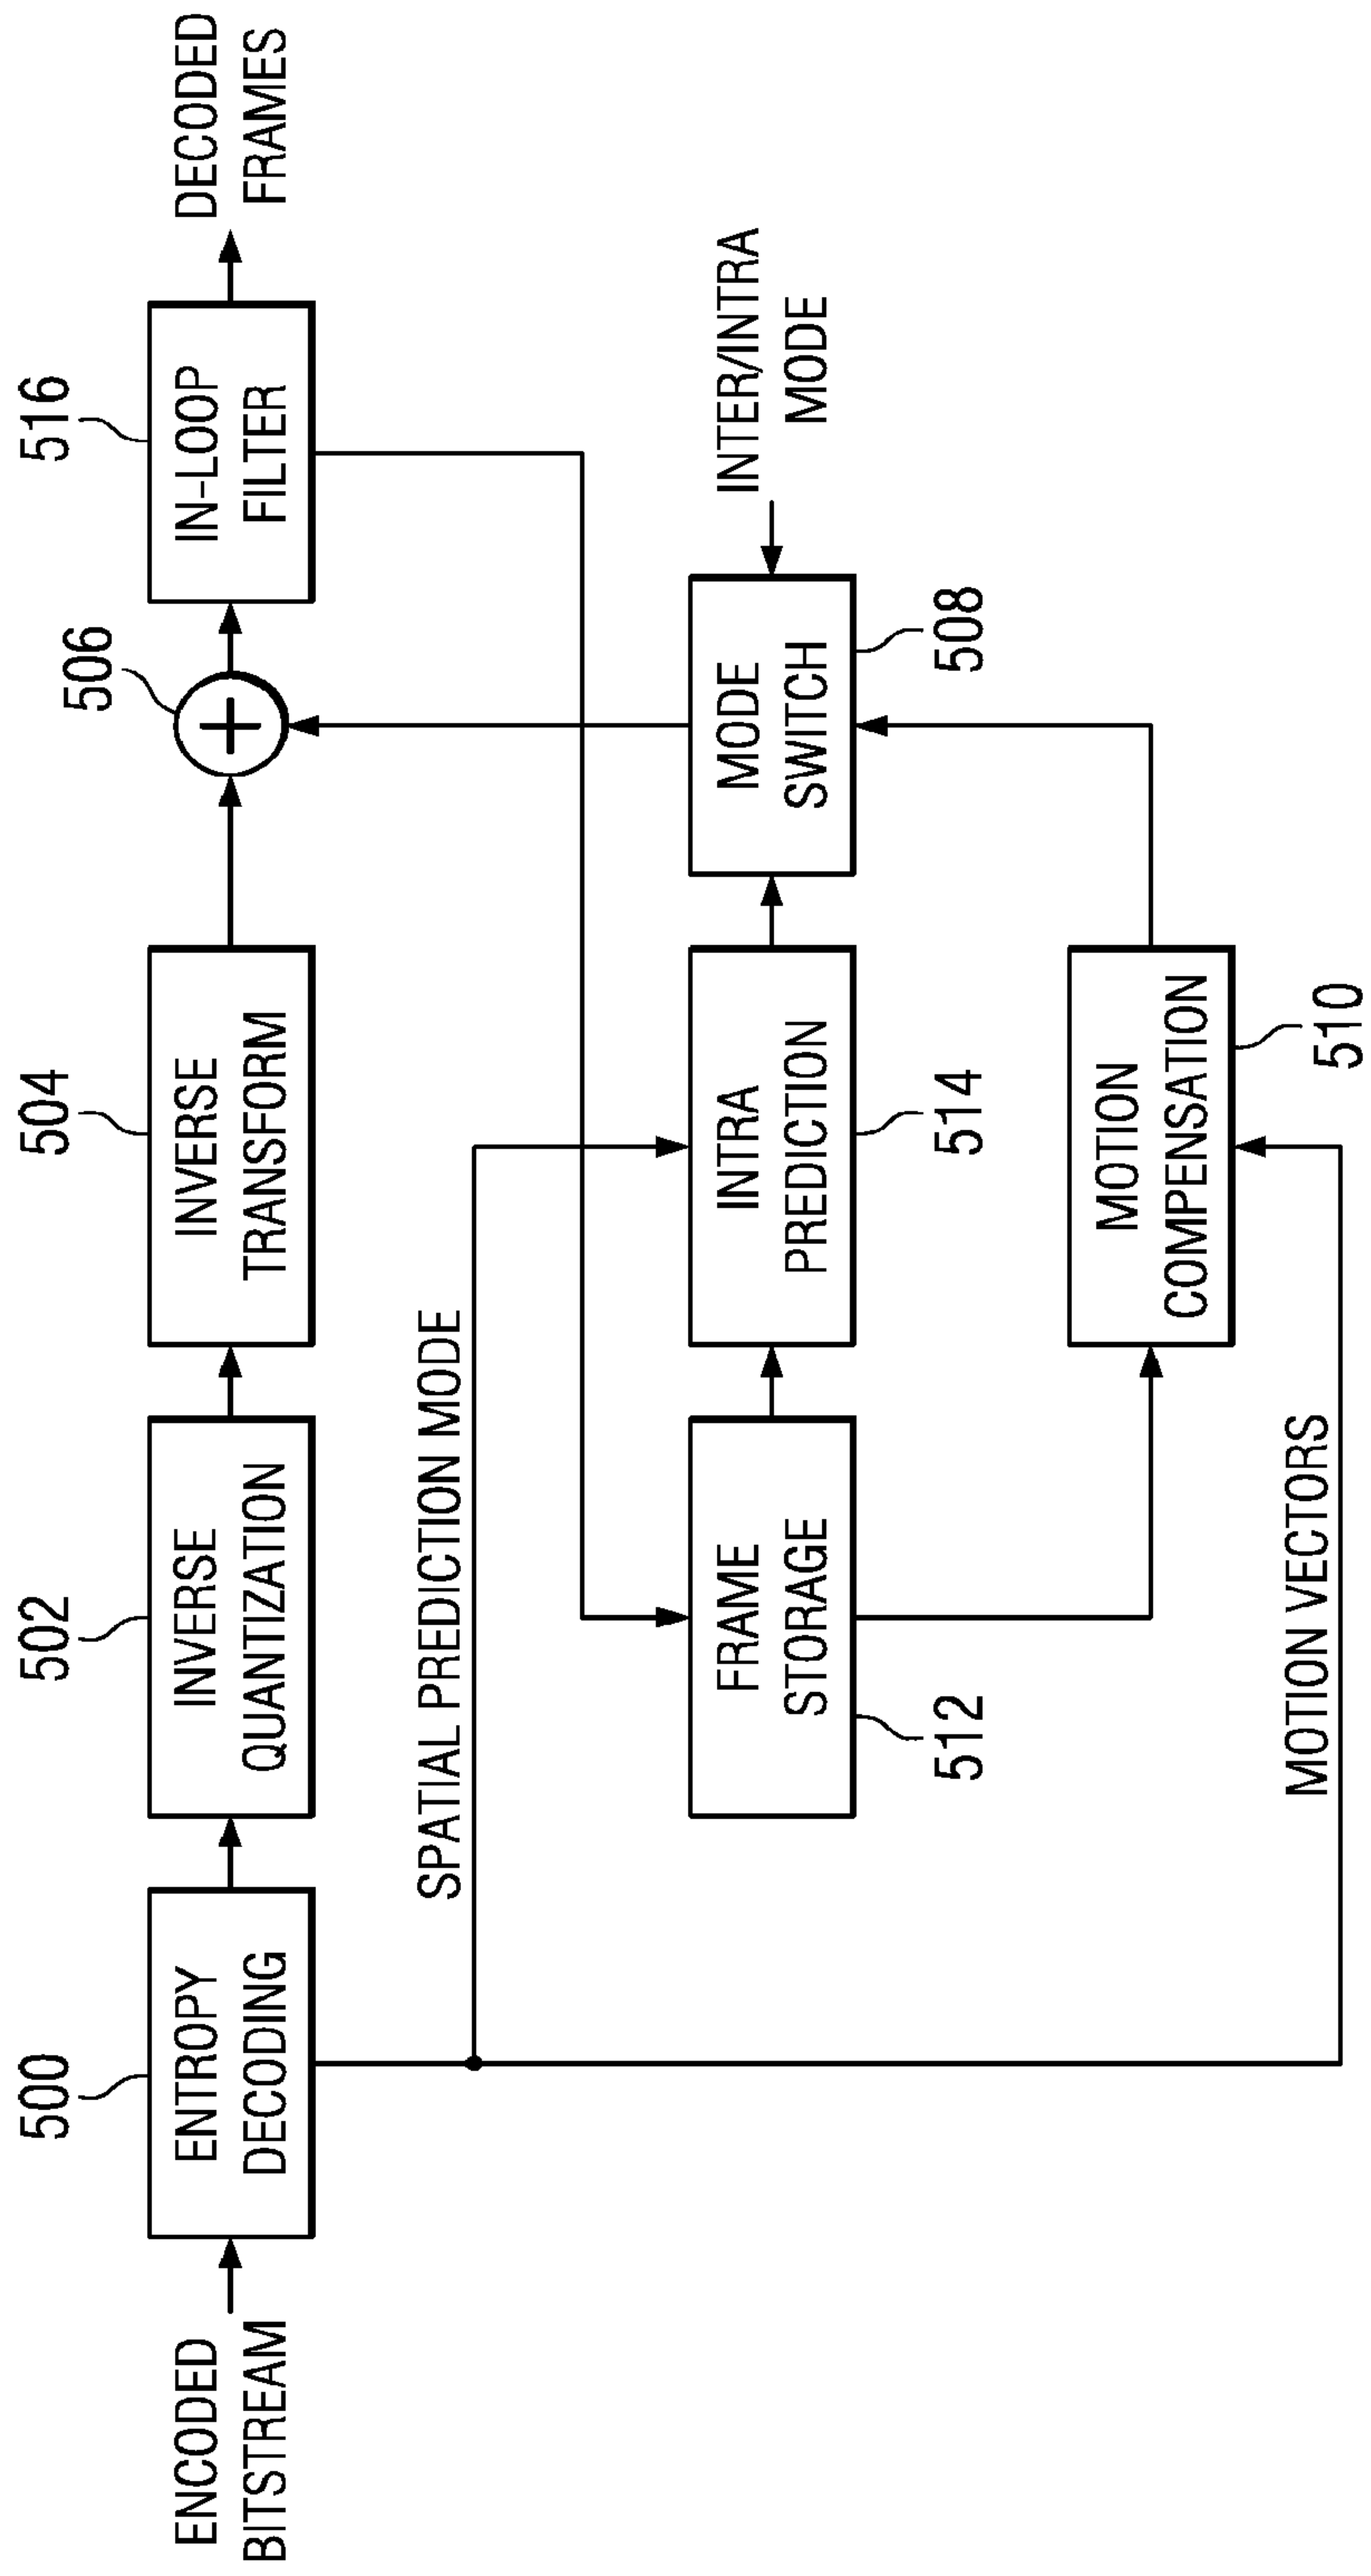 500
502
504
506
516
ENCODED
BITSTREAM
ENTROPY
DECODING
INVERSE
QUANTIZATION
INVERSE
TRANSFORM
+
IN-LOOP
FILTER
DECODED
FRAMES
SPATIAL PREDICTION MODE
FRAME
STORAGE
INTRA
PREDICTION
MODE
SWITCH
INTER/INTRA
MODE
512
514
508
MOTION
COMPENSATION
510
MOTION VECTORS